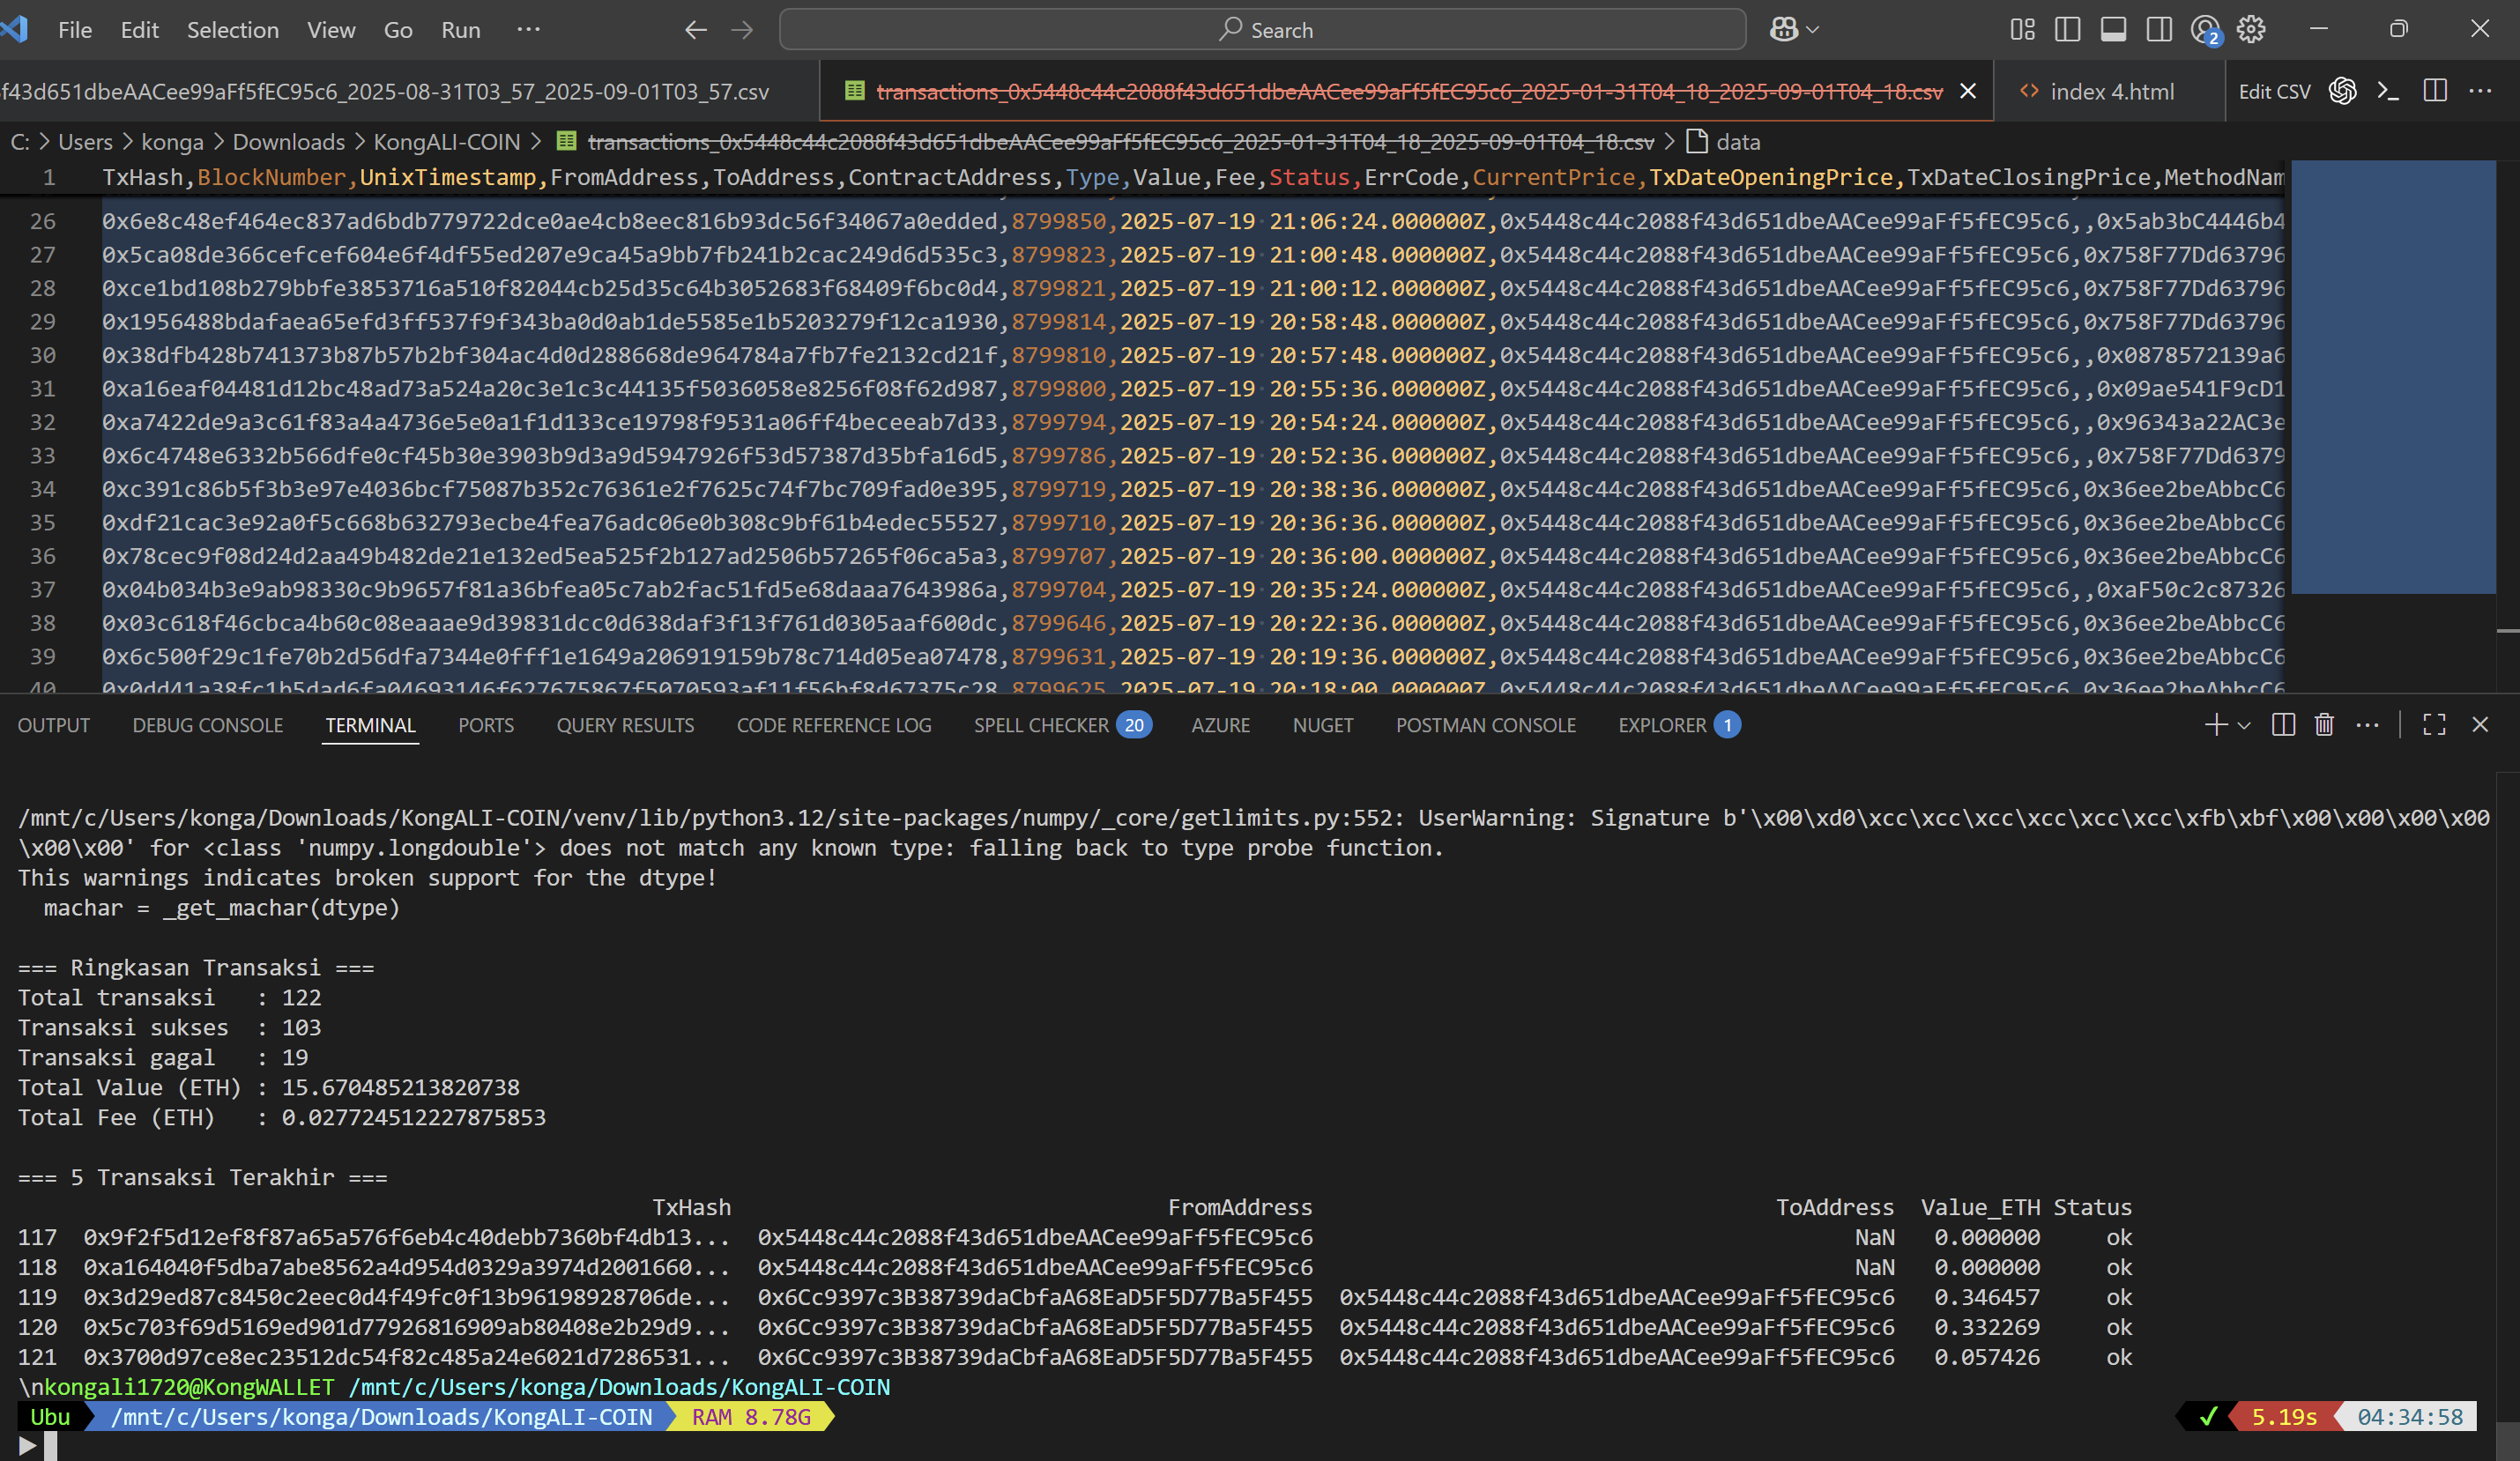 File Edit Selection View Go Run ··· Search 2
f43d651dbeAACee99aFf5fEC95c6_2025-08-31T03_57_2025-09-01T03_57.csv transactions_0x5448c44c2088f43d651dbeAACee99aFf5fEC95c6_2025-01-31T04_18_2025-09-01T04_18.csv index 4.html Edit CSV
C: > Users > konga > Downloads > KongALI-COIN > transactions_0x5448c44c2088f43d651dbeAACee99aFf5fEC95c6_2025-01-31T04_18_2025-09-01T04_18.csv > data
1 TxHash,BlockNumber,UnixTimestamp,FromAddress,ToAddress,ContractAddress,Type,Value,Fee,Status,ErrCode,CurrentPrice,TxDateOpeningPrice,TxDateClosingPrice,MethodNam
26 0x6e8c48ef464ec837ad6bdb779722dce0ae4cb8eec816b93dc56f34067a0edded,8799850,2025-07-19 21:06:24.000000Z,0x5448c44c2088f43d651dbeAACee99aFf5fEC95c6,,0x5ab3bC4446b4
27 0x5ca08de366cefcef604e6f4df55ed207e9ca45a9bb7fb241b2cac249d6d535c3,8799823,2025-07-19 21:00:48.000000Z,0x5448c44c2088f43d651dbeAACee99aFf5fEC95c6,0x758F77Dd63796
28 0xce1bd108b279bbfe3853716a510f82044cb25d35c64b3052683f68409f6bc0d4,8799821,2025-07-19 21:00:12.000000Z,0x5448c44c2088f43d651dbeAACee99aFf5fEC95c6,0x758F77Dd63796
29 0x1956488bdafaea65efd3ff537f9f343ba0d0ab1de5585e1b5203279f12ca1930,8799814,2025-07-19 20:58:48.000000Z,0x5448c44c2088f43d651dbeAACee99aFf5fEC95c6,0x758F77Dd63796
30 0x38dfb428b741373b87b57b2bf304ac4d0d288668de964784a7fb7fe2132cd21f,8799810,2025-07-19 20:57:48.000000Z,0x5448c44c2088f43d651dbeAACee99aFf5fEC95c6,,0x0878572139a6
31 0xa16eaf04481d12bc48ad73a524a20c3e1c3c44135f5036058e8256f08f62d987,8799800,2025-07-19 20:55:36.000000Z,0x5448c44c2088f43d651dbeAACee99aFf5fEC95c6,,0x09ae541F9cD1
32 0xa7422de9a3c61f83a4a4736e5e0a1f1d133ce19798f9531a06ff4beceeab7d33,8799794,2025-07-19 20:54:24.000000Z,0x5448c44c2088f43d651dbeAACee99aFf5fEC95c6,,0x96343a22AC3e
33 0x6c4748e6332b566dfe0cf45b30e3903b9d3a9d5947926f53d57387d35bfa16d5,8799786,2025-07-19 20:52:36.000000Z,0x5448c44c2088f43d651dbeAACee99aFf5fEC95c6,,0x758F77Dd6379
34 0xc391c86b5f3b3e97e4036bcf75087b352c76361e2f7625c74f7bc709fad0e395,8799719,2025-07-19 20:38:36.000000Z,0x5448c44c2088f43d651dbeAACee99aFf5fEC95c6,0x36ee2beAbbcC6
35 0xdf21cac3e92a0f5c668b632793ecbe4fea76adc06e0b308c9bf61b4edec55527,8799710,2025-07-19 20:36:36.000000Z,0x5448c44c2088f43d651dbeAACee99aFf5fEC95c6,0x36ee2beAbbcC6
36 0x78cec9f08d24d2aa49b482de21e132ed5ea525f2b127ad2506b57265f06ca5a3,8799707,2025-07-19 20:36:00.000000Z,0x5448c44c2088f43d651dbeAACee99aFf5fEC95c6,0x36ee2beAbbcC6
37 0x04b034b3e9ab98330c9b9657f81a36bfea05c7ab2fac51fd5e68daaa7643986a,8799704,2025-07-19 20:35:24.000000Z,0x5448c44c2088f43d651dbeAACee99aFf5fEC95c6,,0xaF50c2c87326
38 0x03c618f46cbca4b60c08eaaae9d39831dcc0d638daf3f13f761d0305aaf600dc,8799646,2025-07-19 20:22:36.000000Z,0x5448c44c2088f43d651dbeAACee99aFf5fEC95c6,0x36ee2beAbbcC6
39 0x6c500f29c1fe70b2d56dfa7344e0fff1e1649a206919159b78c714d05ea07478,8799631,2025-07-19 20:19:36.000000Z,0x5448c44c2088f43d651dbeAACee99aFf5fEC95c6,0x36ee2beAbbcC6
40 0x0dd41a38fc1b5dad6fa04693146f627675867f5070593af11f56bf8d67375c28,8799625,2025-07-19 20:18:00.000000Z,0x5448c44c2088f43d651dbeAACee99aFf5fEC95c6,0x36ee2beAbbcC6
OUTPUT DEBUG CONSOLE TERMINAL PORTS QUERY RESULTS CODE REFERENCE LOG SPELL CHECKER 20 AZURE NUGET POSTMAN CONSOLE EXPLORER 1
/mnt/c/Users/konga/Downloads/KongALI-COIN/venv/lib/python3.12/site-packages/numpy/_core/getlimits.py:552: UserWarning: Signature b'\x00\xd0\xcc\xcc\xcc\xcc\xcc\xcc\xfb\xbf\x00\x00\x00\x00
\x00\x00' for <class 'numpy.longdouble'> does not match any known type: falling back to type probe function.
This warnings indicates broken support for the dtype!
machar = _get_machar(dtype)
=== Ringkasan Transaksi ===
Total transaksi : 122
Transaksi sukses : 103
Transaksi gagal : 19
Total Value (ETH) : 15.670485213820738
Total Fee (ETH) : 0.027724512227875853
=== 5 Transaksi Terakhir ===
TxHash FromAddress ToAddress Value_ETH Status
117 0x9f2f5d12ef8f87a65a576f6eb4c40debb7360bf4db13... 0x5448c44c2088f43d651dbeAACee99aFf5fEC95c6 NaN 0.000000 ok
118 0xa164040f5dba7abe8562a4d954d0329a3974d2001660... 0x5448c44c2088f43d651dbeAACee99aFf5fEC95c6 NaN 0.000000 ok
119 0x3d29ed87c8450c2eec0d4f49fc0f13b96198928706de... 0x6Cc9397c3B38739daCbfaA68EaD5F5D77Ba5F455 0x5448c44c2088f43d651dbeAACee99aFf5fEC95c6 0.346457 ok
120 0x5c703f69d5169ed901d77926816909ab80408e2b29d9... 0x6Cc9397c3B38739daCbfaA68EaD5F5D77Ba5F455 0x5448c44c2088f43d651dbeAACee99aFf5fEC95c6 0.332269 ok
121 0x3700d97ce8ec23512dc54f82c485a24e6021d7286531... 0x6Cc9397c3B38739daCbfaA68EaD5F5D77Ba5F455 0x5448c44c2088f43d651dbeAACee99aFf5fEC95c6 0.057426 ok
\nkongali1720@KongWALLET /mnt/c/Users/konga/Downloads/KongALI-COIN
Ubu /mnt/c/Users/konga/Downloads/KongALI-COIN RAM 8.78G ✓ 5.19s 04:34:58